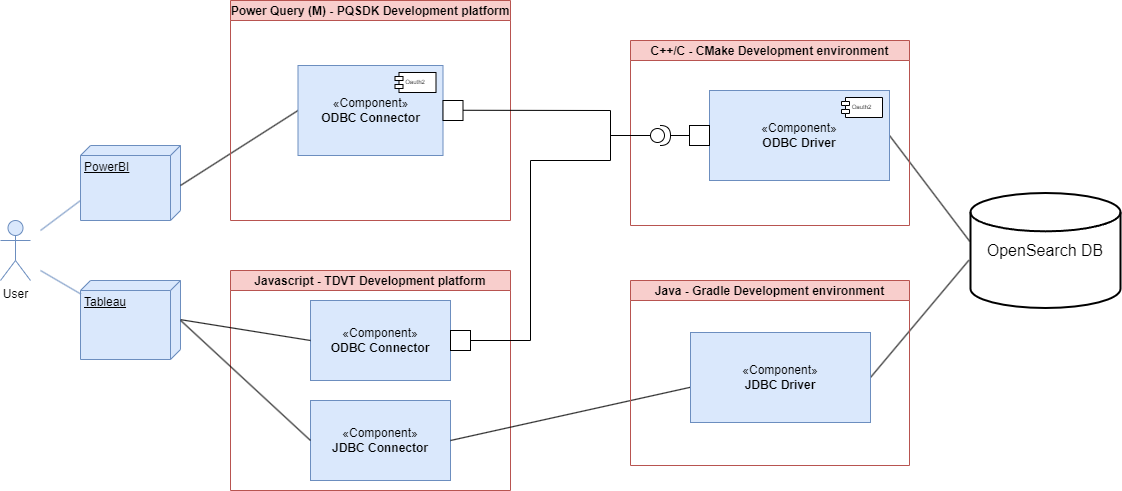 Power Query (M) - PQSDK Development platform
Oauth2
«Component»
ODBC Connector
C++/C - CMake Development environment
Oauth2
«Component»
ODBC Driver
PowerBI
User
Tableau
Javascript - TDVT Development platform
«Component»
ODBC Connector
«Component»
JDBC Connector
Java - Gradle Development environment
«Component»
JDBC Driver
OpenSearch DB